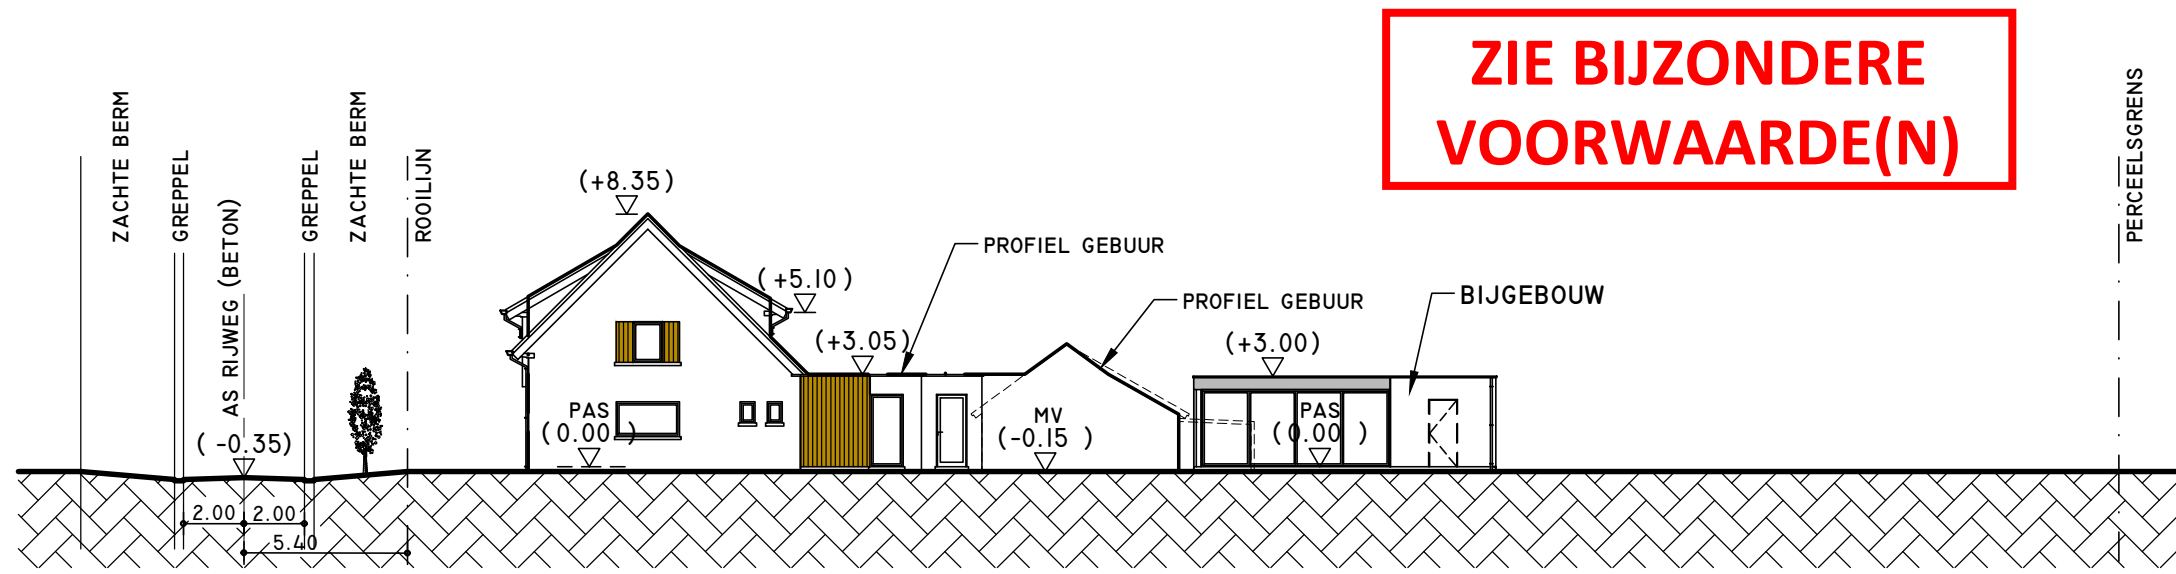 ZIE BIJZONDERE
VOORWAARDE(N)
ZACHTE BERM
GREPPEL
AS RIJWEG (BETON)
GREPPEL
ZACHTE BERM
ROOILIJN
PERCEELSGRENS
(+8.35)
PROFIEL GEBUUR
(+5.10)
PROFIEL GEBUUR
BIJGEBOUW
(+3.05)
(+3.00)
PAS
(0.00)
MV
(-0.15)
PAS
(0.00)
(-0.35)
2.00
2.00
5.40